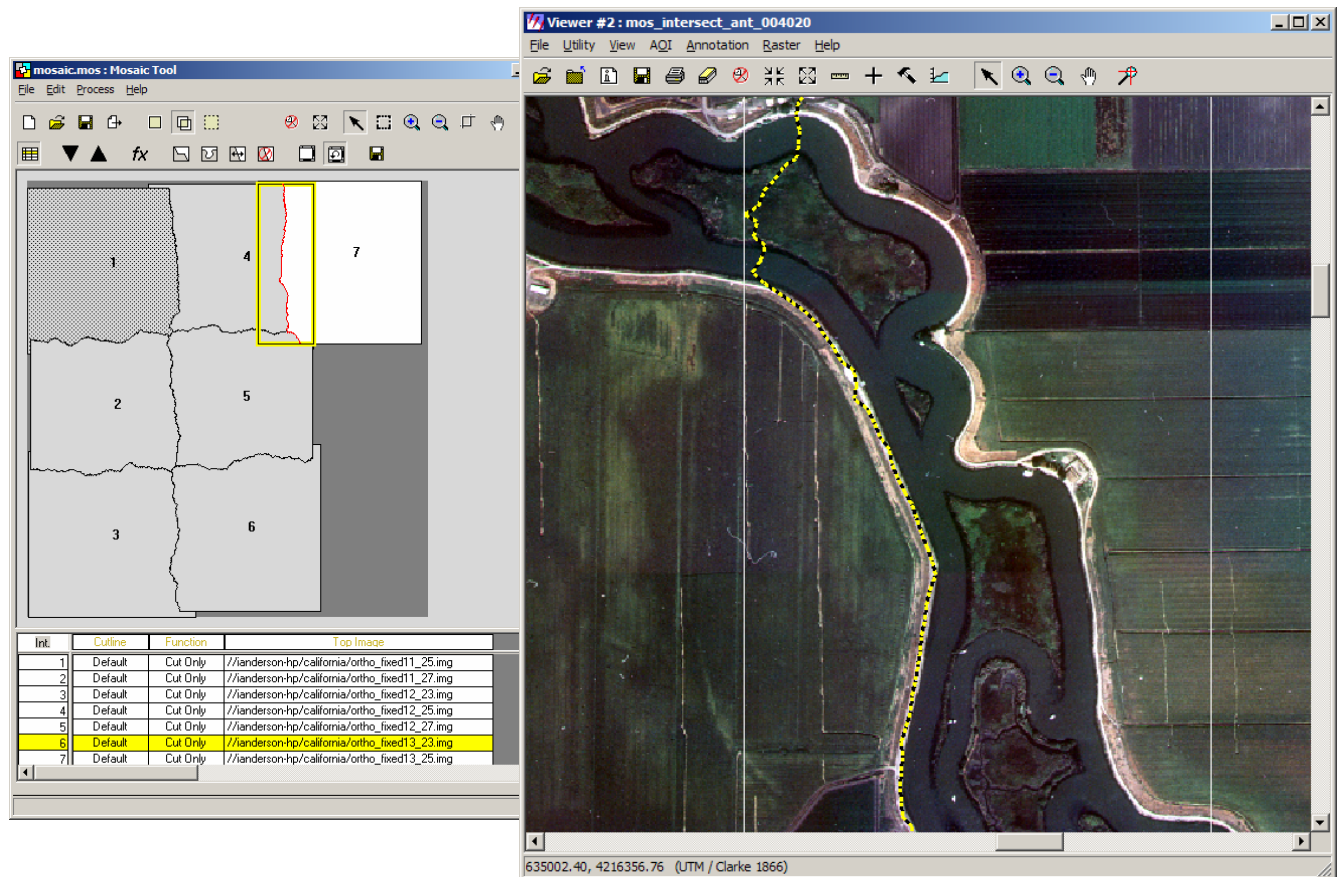 Viewer #2 : mos_intersect_ant_004020
File Utility View AOI Annotation Raster Help
mosaic.mos : Mosaic Tool
File Edit Process Help
fx
1
4
7
2
5
3
6
Int. Cutline Function Top Image
1 Default Cut Only //ianderson-hp/california/ortho_fixed11_25.img
2 Default Cut Only //ianderson-hp/california/ortho_fixed11_27.img
3 Default Cut Only //ianderson-hp/california/ortho_fixed12_23.img
4 Default Cut Only //ianderson-hp/california/ortho_fixed12_25.img
5 Default Cut Only //ianderson-hp/california/ortho_fixed12_27.img
6 Default Cut Only //ianderson-hp/california/ortho_fixed13_23.img
7 Default Cut Only //ianderson-hp/california/ortho_fixed13_25.img
635002.40, 4216356.76 (UTM / Clarke 1866)